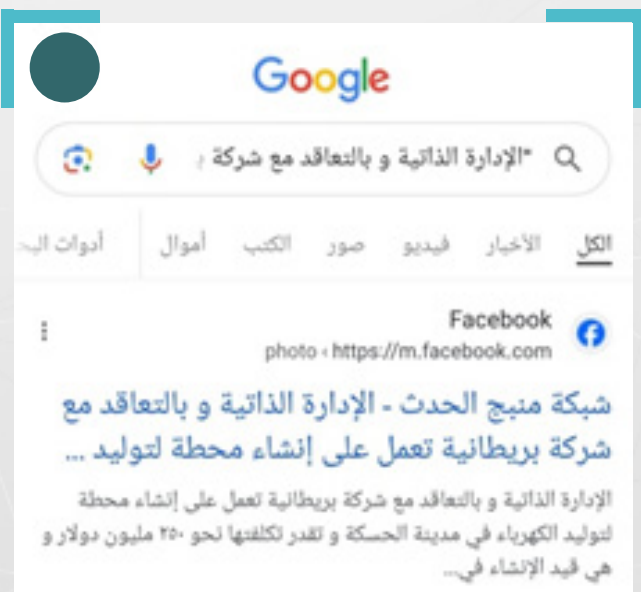 Google
"الإدارة الذاتية و بالتعاقد مع شركة
الكل الأخبار فيديو صور الكتب أموال أدوات البح
Facebook
https://m.facebook.com › photo
شبكة منبج الحدث - الإدارة الذاتية و بالتعاقد مع
شركة بريطانية تعمل على إنشاء محطة لتوليد ...
الإدارة الذاتية و بالتعاقد مع شركة بريطانية تعمل على إنشاء محطة
لتوليد الكهرباء في مدينة الحسكة و تقدر تكلفتها نحو ٢٥٠ مليون دولار و
هي قيد الإنشاء في...